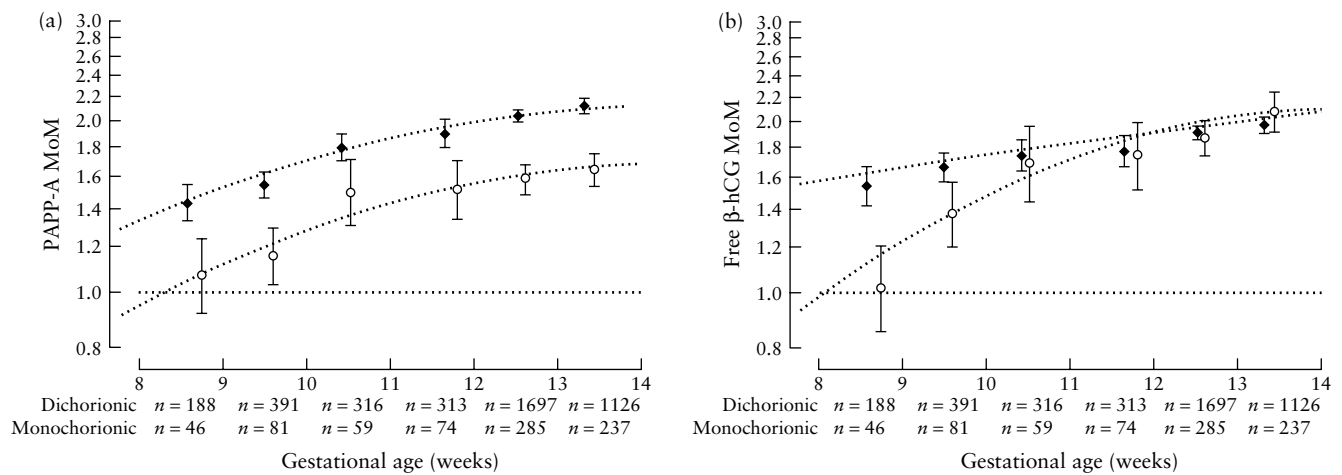 (a)
PAPP-A MoM
3.0
2.8
2.6
2.4
2.2
2.0
1.8
1.6
1.4
1.2
1.0
0.8
8 9 10 11 12 13 14
Dichorionic n = 188 n = 391 n = 316 n = 313 n = 1697 n = 1126
Monochorionic n = 46 n = 81 n = 59 n = 74 n = 285 n = 237
Gestational age (weeks)
(b)
Free β-hCG MoM
3.0
2.8
2.6
2.4
2.2
2.0
1.8
1.6
1.4
1.2
1.0
0.8
8 9 10 11 12 13 14
Dichorionic n = 188 n = 391 n = 316 n = 313 n = 1697 n = 1126
Monochorionic n = 46 n = 81 n = 59 n = 74 n = 285 n = 237
Gestational age (weeks)